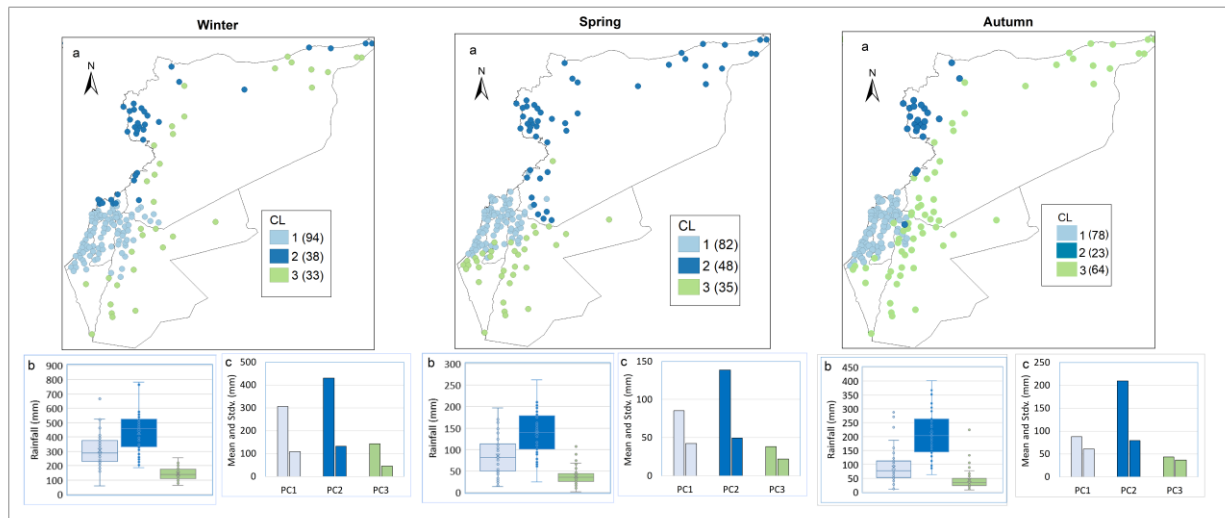 Winter
a
N
CL
1 (94)
2 (38)
3 (33)
b
Rainfall (mm)
900
800
700
600
500
400
300
200
100
0
c
Mean and Stdv. (mm)
500
400
300
200
100
0
PC1 PC2 PC3
Spring
a
N
CL
1 (82)
2 (48)
3 (35)
b
Rainfall (mm)
300
250
200
150
100
50
0
c
Mean and Stdv. (mm)
150
100
50
0
PC1 PC2 PC3
Autumn
a
N
CL
1 (78)
2 (23)
3 (64)
b
Rainfall (mm)
450
400
350
300
250
200
150
100
50
0
c
Mean and Stdv. (mm)
250
200
150
100
50
0
PC1 PC2 PC3